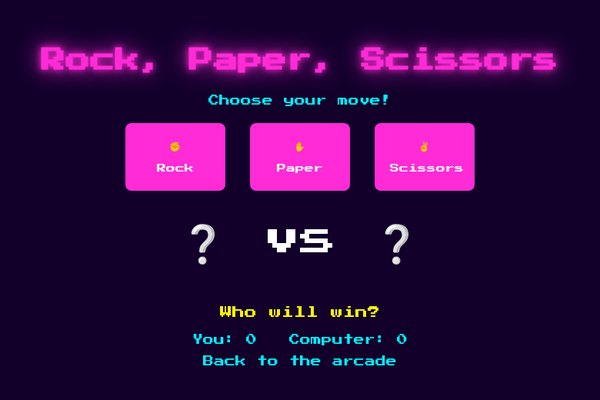 Rock, Paper, Scissors
Choose your move!
Rock Paper Scissors
❔ VS ❔
Who will win?
You: 0 Computer: 0
Back to the arcade